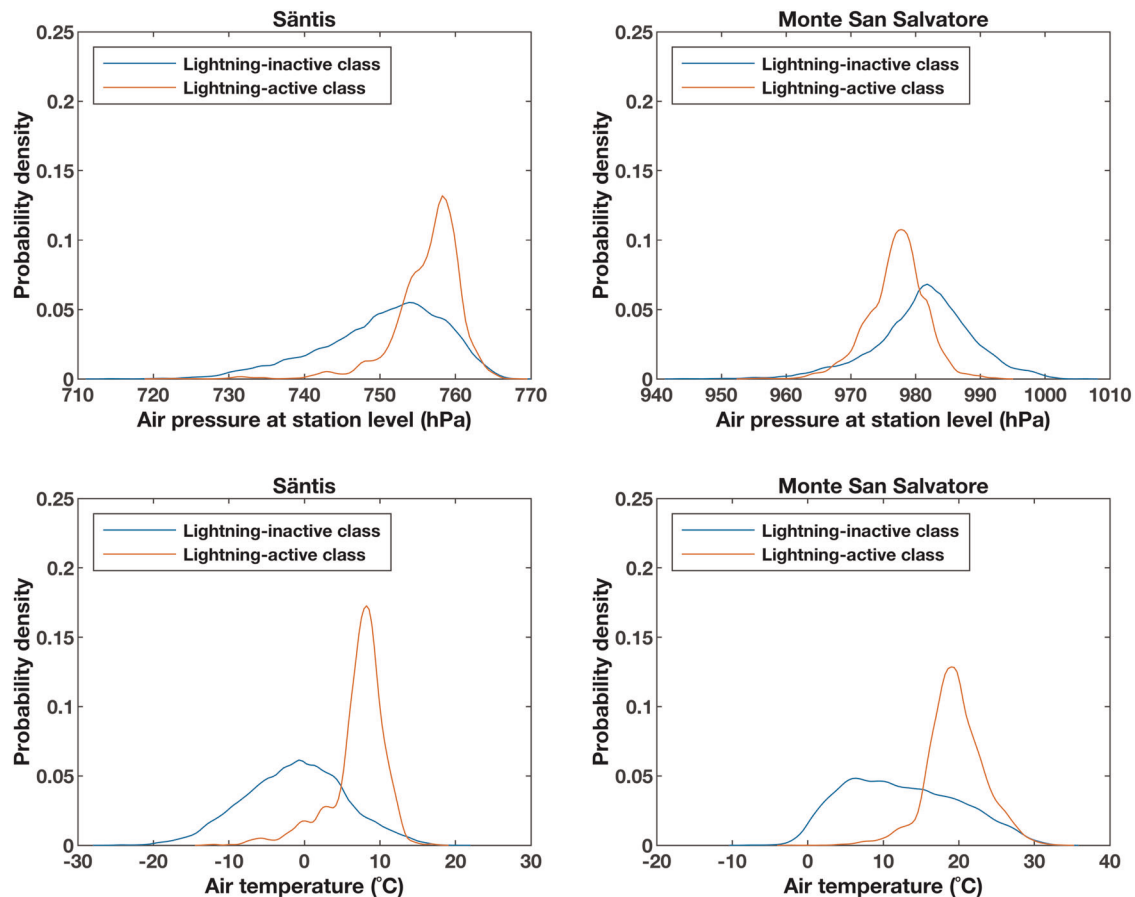 Säntis
0.25
0.2
0.15
0.1
0.05
0
Probability density
Lightning-inactive class
Lightning-active class
710 720 730 740 750 760 770
Air pressure at station level (hPa)
Monte San Salvatore
0.25
0.2
0.15
0.1
0.05
0
Probability density
Lightning-inactive class
Lightning-active class
940 950 960 970 980 990 1000 1010
Air pressure at station level (hPa)
Säntis
0.25
0.2
0.15
0.1
0.05
0
Probability density
Lightning-inactive class
Lightning-active class
-30 -20 -10 0 10 20 30
Air temperature (°C)
Monte San Salvatore
0.25
0.2
0.15
0.1
0.05
0
Probability density
Lightning-inactive class
Lightning-active class
-20 -10 0 10 20 30 40
Air temperature (°C)